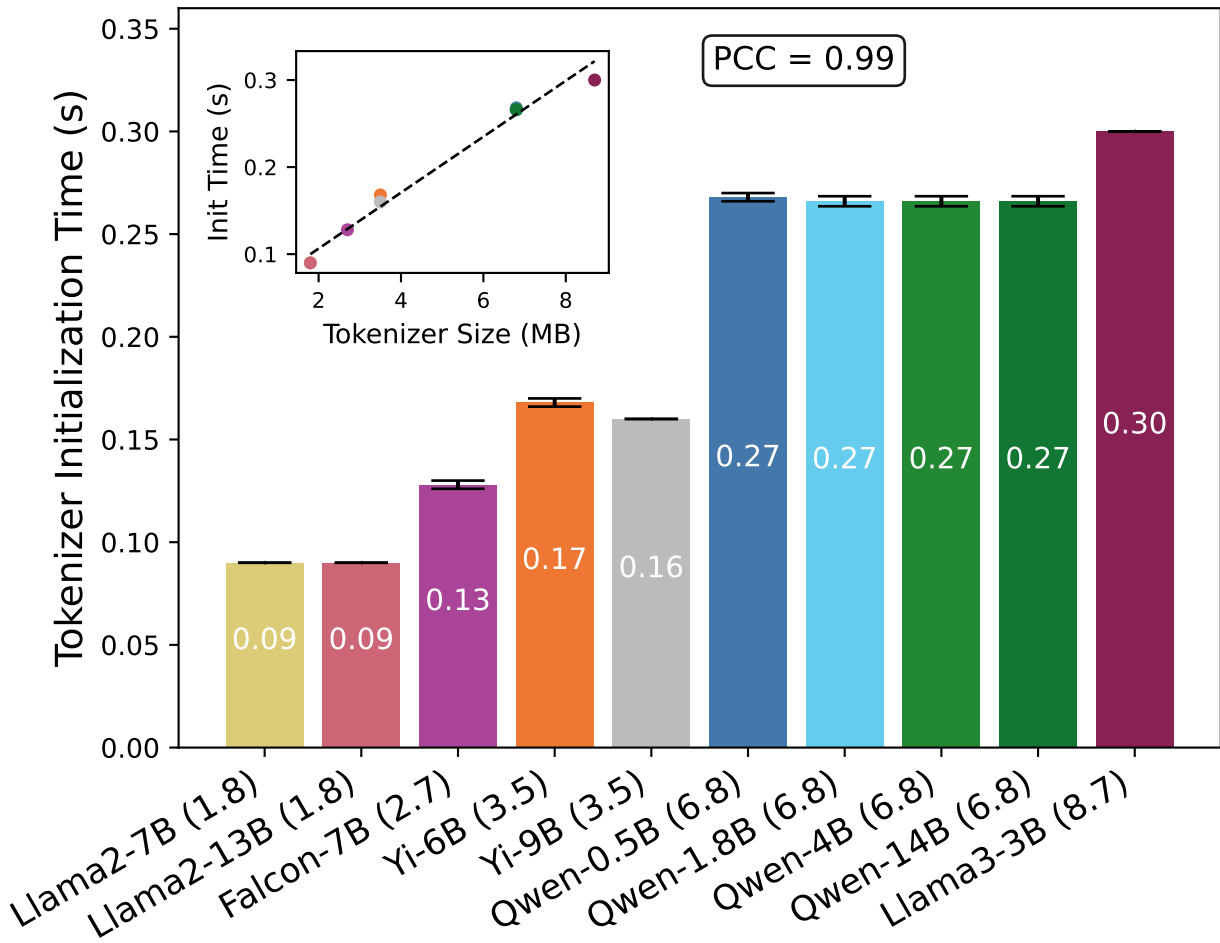 PCC = 0.99
Tokenizer Initialization Time (s)
0.35
0.30
0.25
0.20
0.15
0.10
0.05
0.00
Init Time (s)
0.3
0.2
0.1
2 4 6 8
Tokenizer Size (MB)
0.09
0.09
0.13
0.17
0.16
0.27
0.27
0.27
0.27
0.30
Llama2-7B (1.8)
Llama2-13B (1.8)
Falcon-7B (2.7)
Yi-6B (3.5)
Yi-9B (3.5)
Qwen-0.5B (6.8)
Qwen-1.8B (6.8)
Qwen-4B (6.8)
Qwen-14B (6.8)
Llama3-3B (8.7)